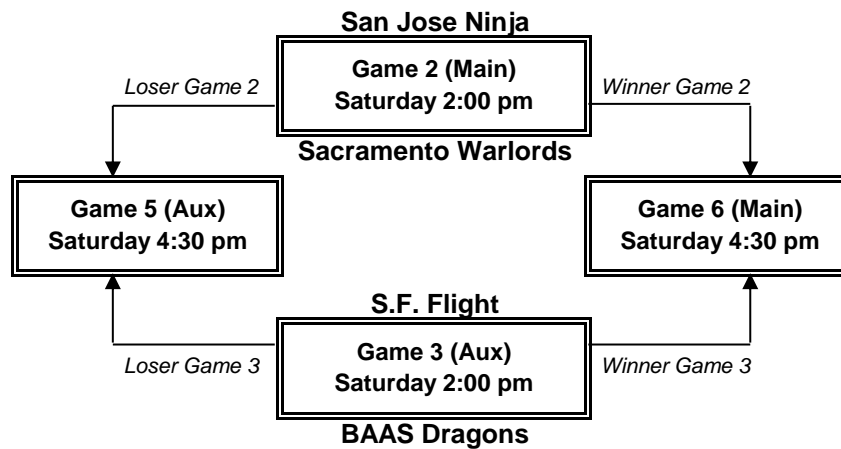 San Jose Ninja
Game 2 (Main)
Saturday 2:00 pm
Loser Game 2
Winner Game 2
Sacramento Warlords
Game 5 (Aux)
Saturday 4:30 pm
Game 6 (Main)
Saturday 4:30 pm
S.F. Flight
Game 3 (Aux)
Saturday 2:00 pm
Loser Game 3
Winner Game 3
BAAS Dragons